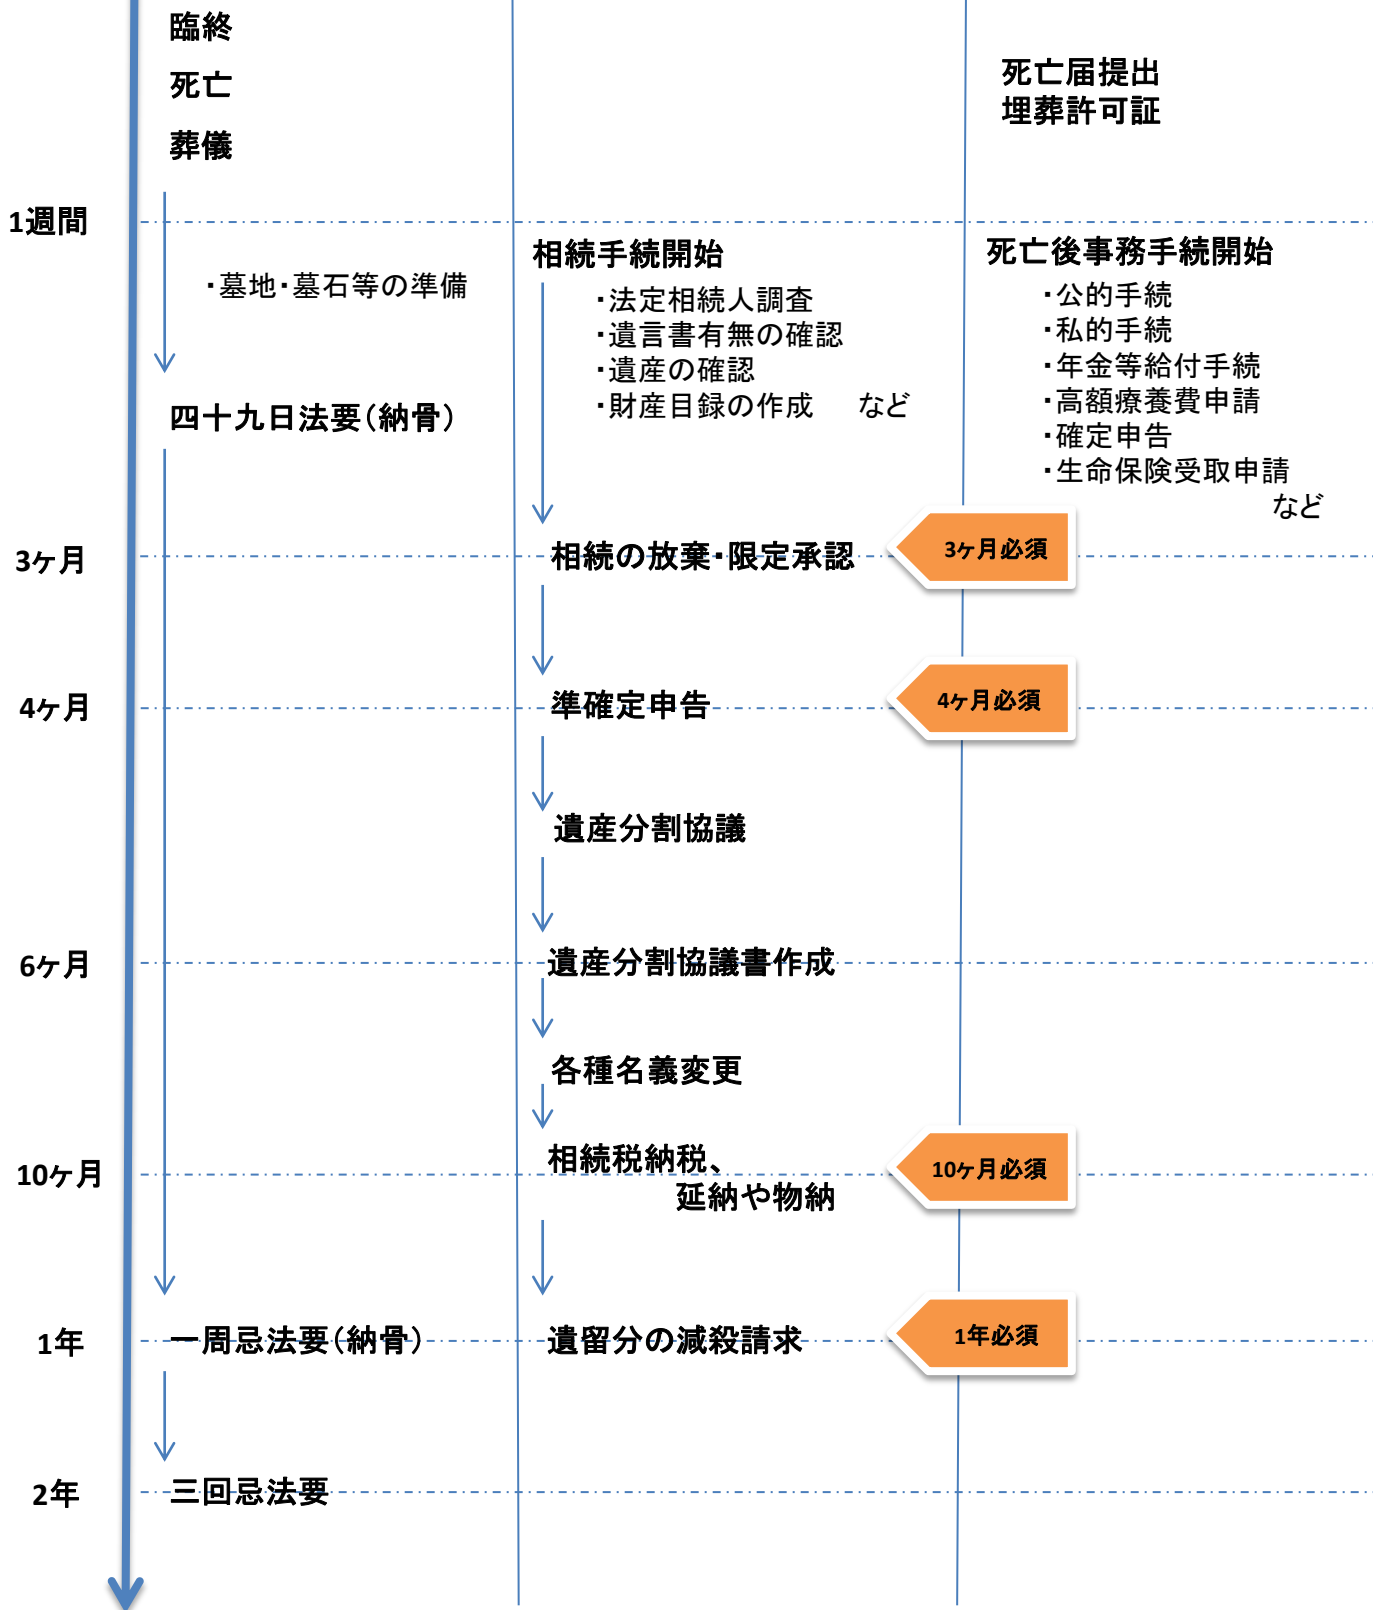 臨終
死亡
葬儀
死亡届提出
埋葬許可証
1週間
・墓地・墓石等の準備
四十九日法要(納骨)
相続手続開始
・法定相続人調査
・遺言書有無の確認
・遺産の確認
・財産目録の作成　など
死亡後事務手続開始
・公的手続
・私的手続
・年金等給付手続
・高額療養費申請
・確定申告
・生命保険受取申請
など
3ヶ月
相続の放棄・限定承認
3ヶ月必須
4ヶ月
準確定申告
4ヶ月必須
遺産分割協議
6ヶ月
遺産分割協議書作成
各種名義変更
10ヶ月
相続税納税、
延納や物納
10ヶ月必須
1年
一周忌法要(納骨)
遺留分の減殺請求
1年必須
2年
三回忌法要